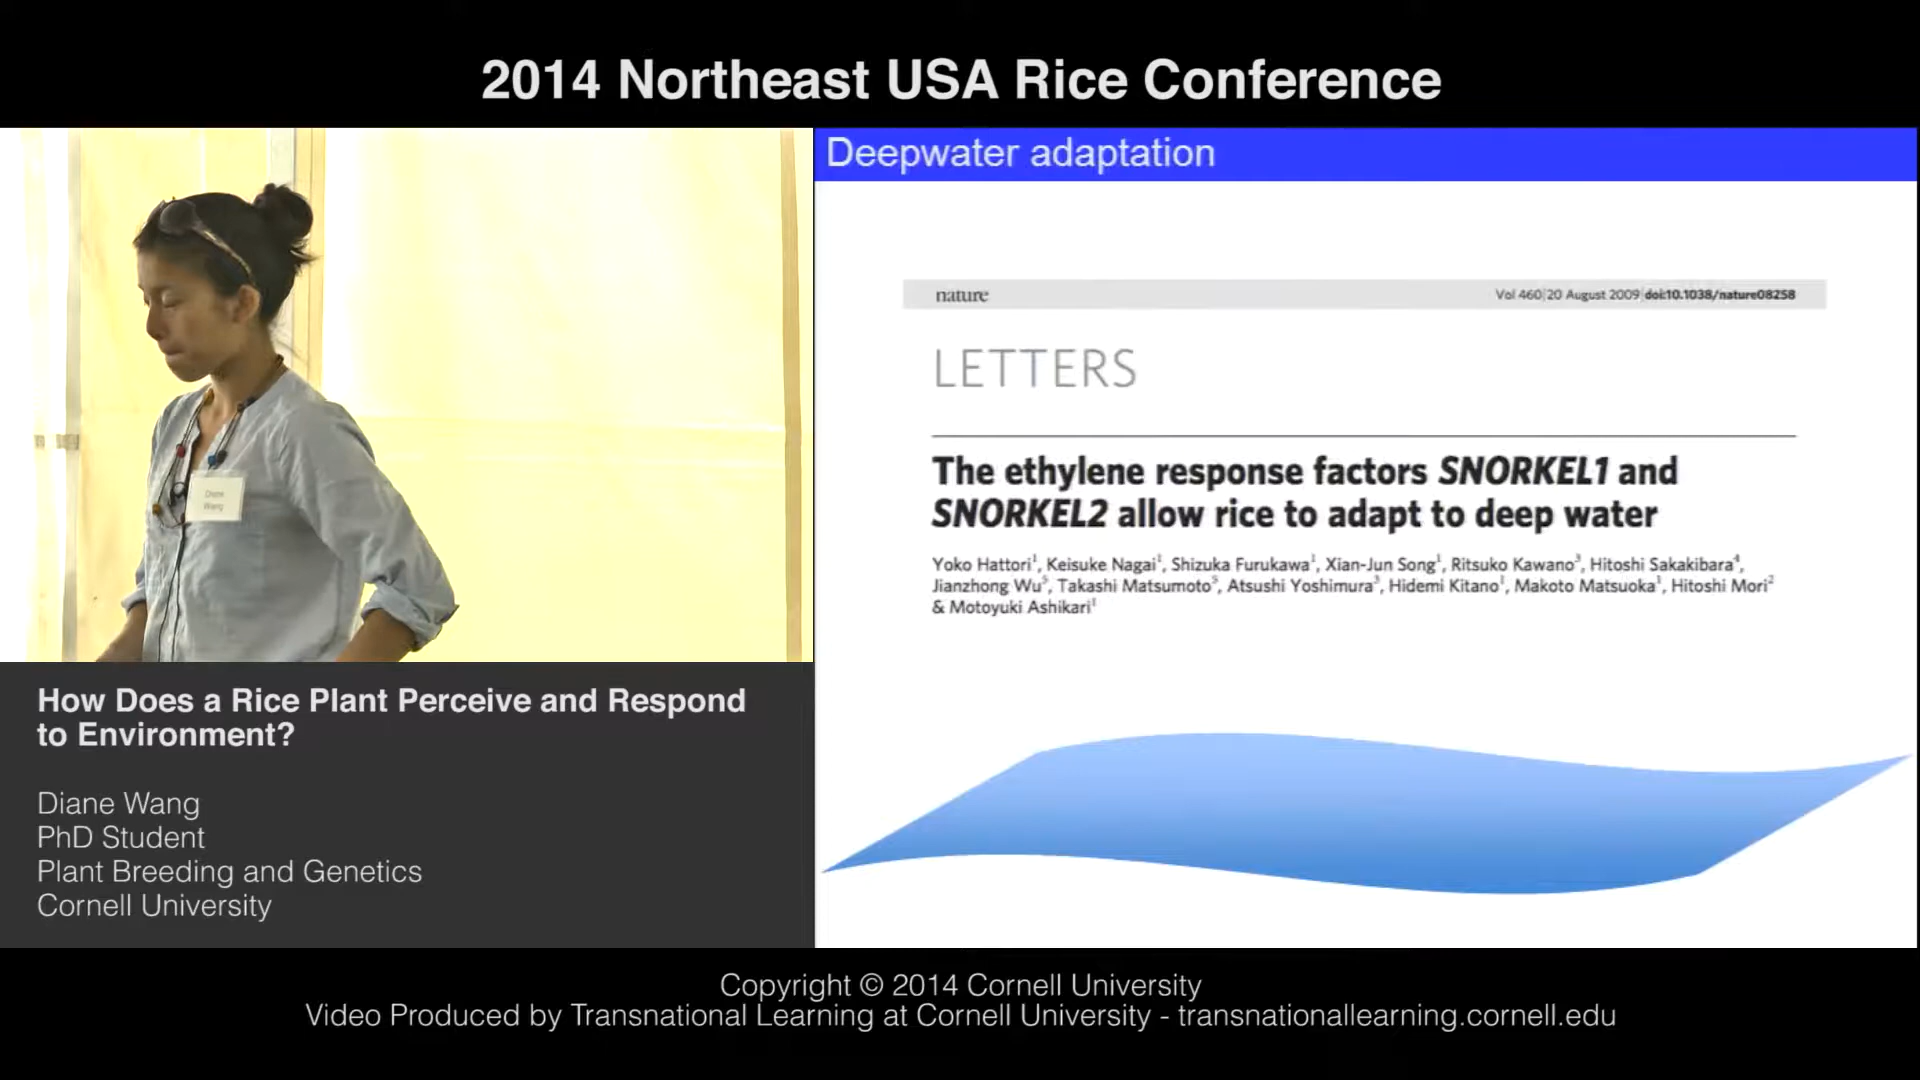 2014 Northeast USA Rice Conference
Deepwater adaptation
nature
Vol 460|20 August 2009|doi:10.1038/nature08258
LETTERS
The ethylene response factors SNORKEL1 and
SNORKEL2 allow rice to adapt to deep water
Yoko Hattori¹, Keisuke Nagai¹, Shizuka Furukawa¹, Xian-Jun Song¹, Ritsuko Kawano³, Hitoshi Sakakibara⁴,
Jianzhong Wu⁵, Takashi Matsumoto⁵, Atsushi Yoshimura³, Hidemi Kitano¹, Makoto Matsuoka¹, Hitoshi Mori²
& Motoyuki Ashikari¹
Diane
Wang
How Does a Rice Plant Perceive and Respond
to Environment?
Diane Wang
PhD Student
Plant Breeding and Genetics
Cornell University
Copyright © 2014 Cornell University
Video Produced by Transnational Learning at Cornell University - transnationallearning.cornell.edu